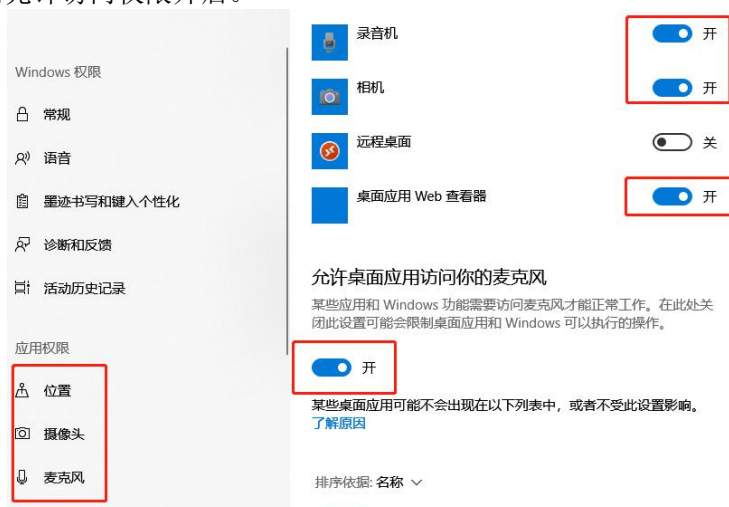 允许访问权限开启。
Windows 权限
常规
语音
墨迹书写和键入个性化
诊断和反馈
活动历史记录
应用权限
位置
摄像头
麦克风
录音机 开
相机 开
远程桌面 关
桌面应用 Web 查看器 开
允许桌面应用访问你的麦克风
某些应用和 Windows 功能需要访问麦克风才能正常工作。在此处关
闭此设置可能会限制桌面应用和 Windows 可以执行的操作。
开
某些桌面应用可能不会出现在以下列表中，或者不受此设置影响。
了解原因
排序依据: 名称